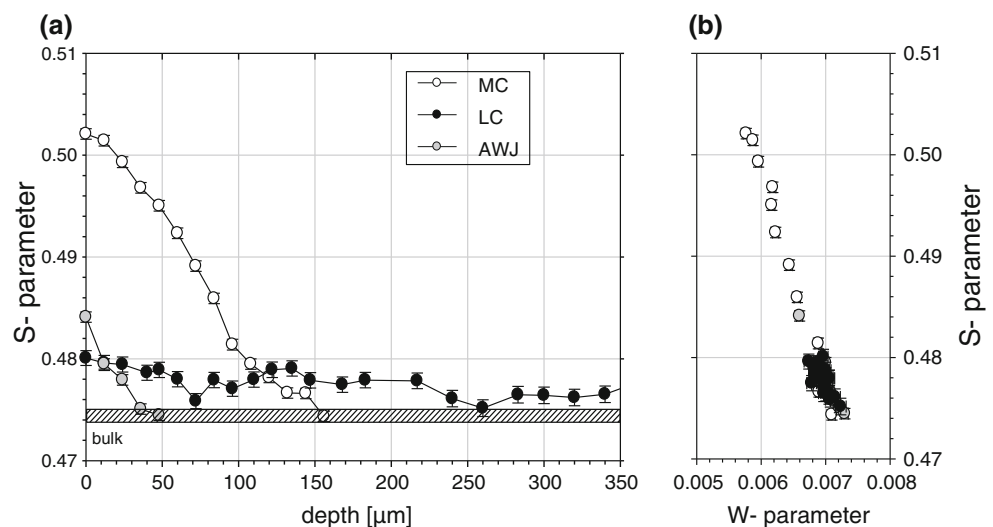 (a)
(b)
0.51
0.50
0.49
0.48
0.47
S- parameter
MC
LC
AWJ
bulk
0 50 100 150 200 250 300 350
depth [µm]
0.51
0.50
0.49
0.48
0.47
S- parameter
0.005 0.006 0.007 0.008
W- parameter